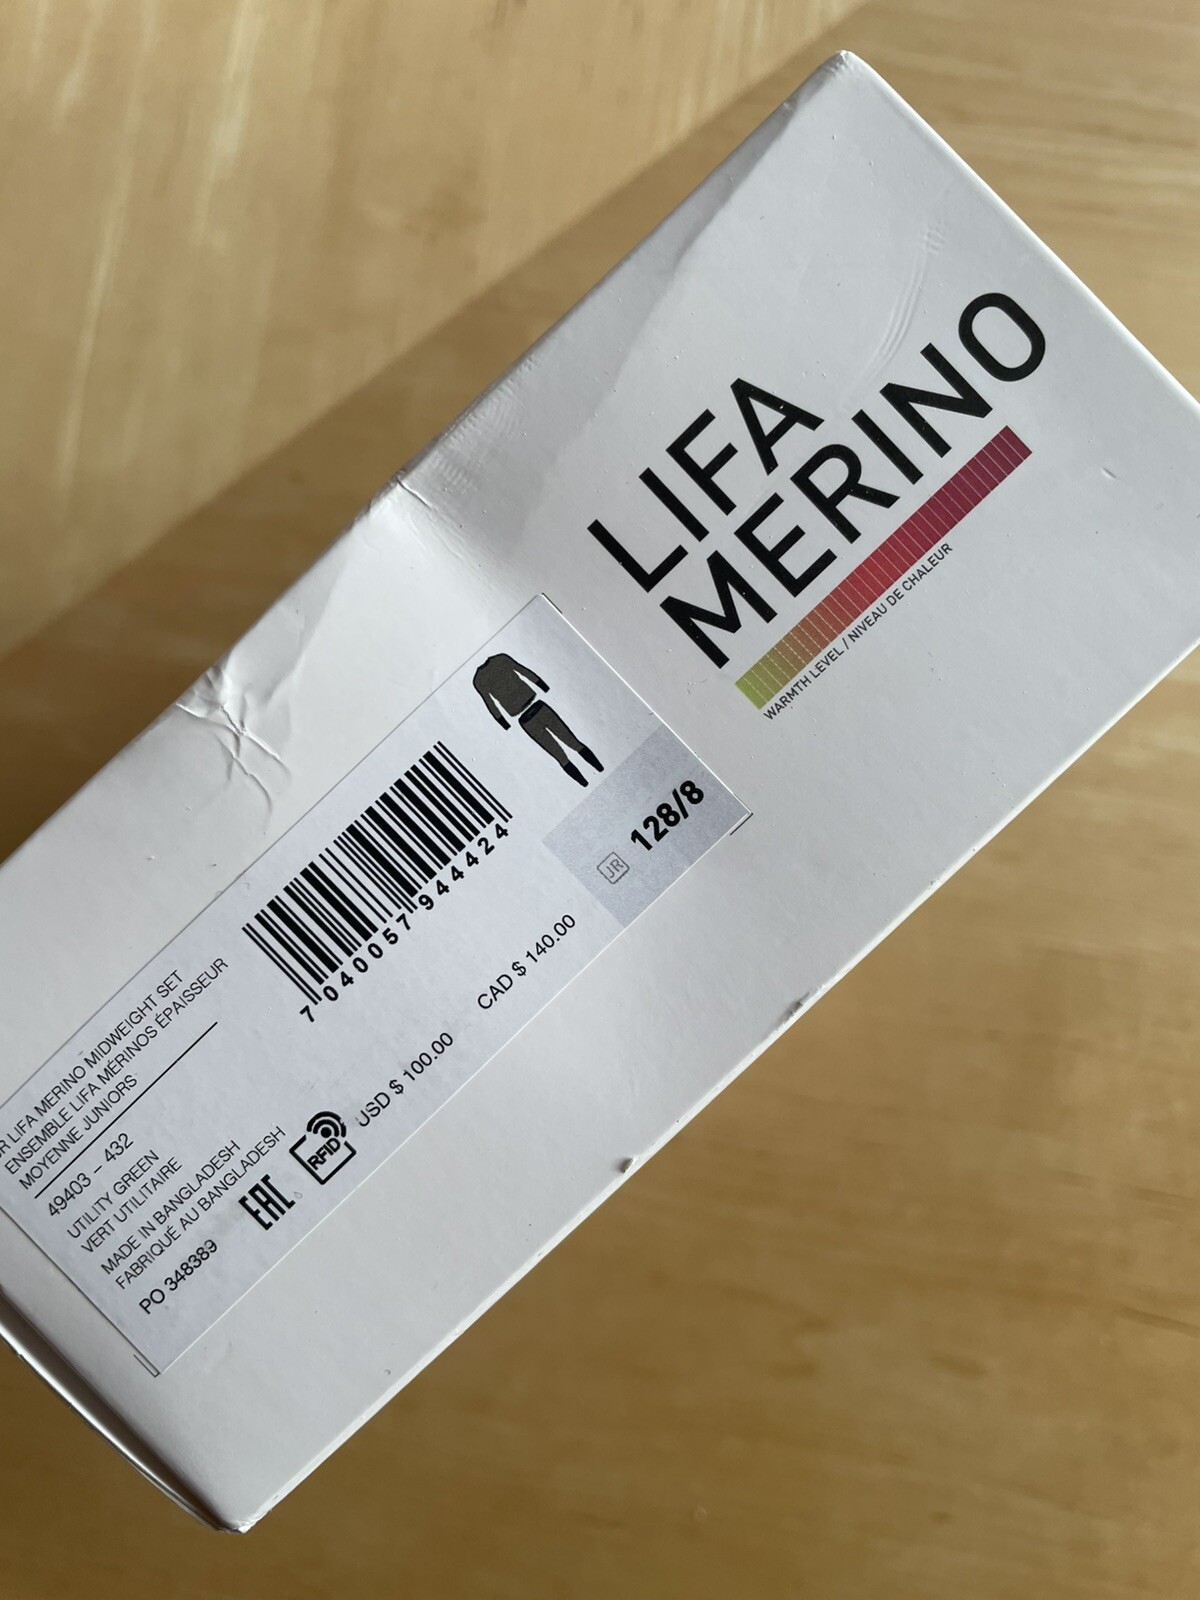 LIFA
MERINO
WARMTH LEVEL / NIVEAU DE CHALEUR
LIFA MERINO MIDWEIGHT SET
ENSEMBLE LIFA MÉRINOS ÉPAISSEUR
MOYENNE JUNIORS
49403 - 432
UTILITY GREEN
VERT UTILITAIRE
MADE IN BANGLADESH
FABRIQUÉ AU BANGLADESH
PO 348389
EAC
RFID
USD $ 100.00
CAD $ 140.00
7 040057 944424
JR 128/8